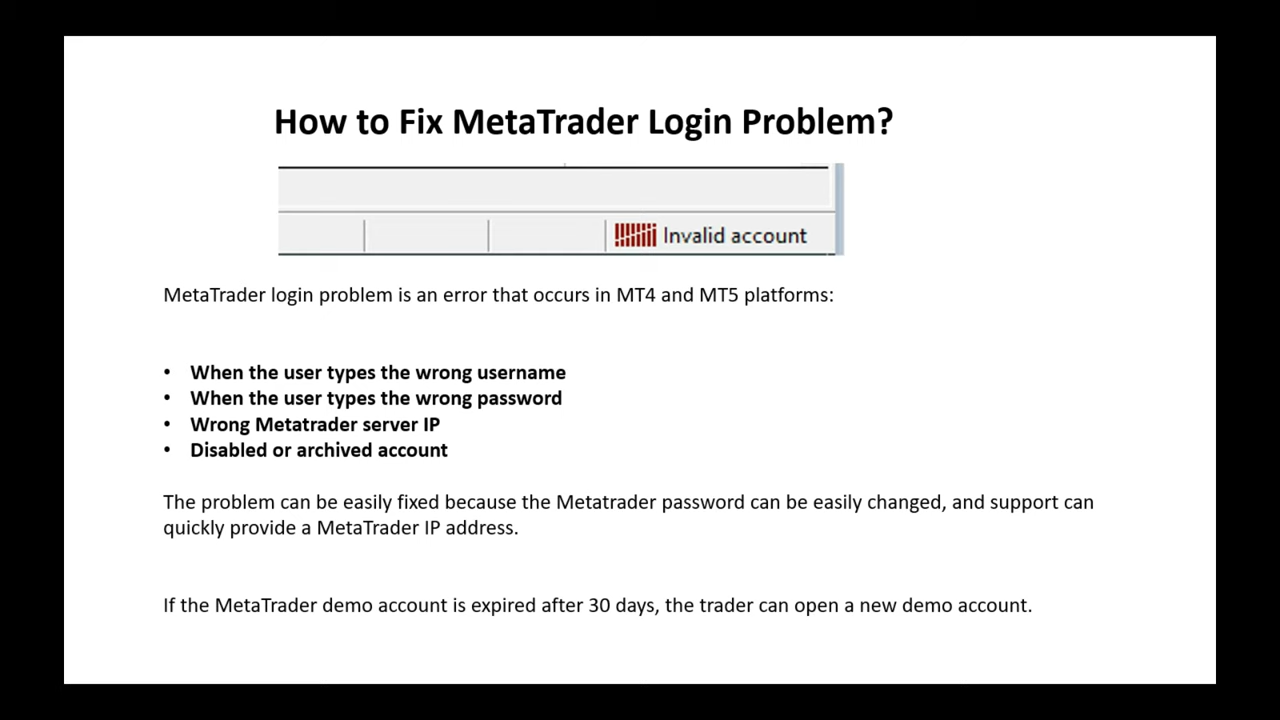 How to Fix MetaTrader Login Problem?
Invalid account
MetaTrader login problem is an error that occurs in MT4 and MT5 platforms:
• When the user types the wrong username
• When the user types the wrong password
• Wrong Metatrader server IP
• Disabled or archived account
The problem can be easily fixed because the Metatrader password can be easily changed, and support can
quickly provide a MetaTrader IP address.
If the MetaTrader demo account is expired after 30 days, the trader can open a new demo account.